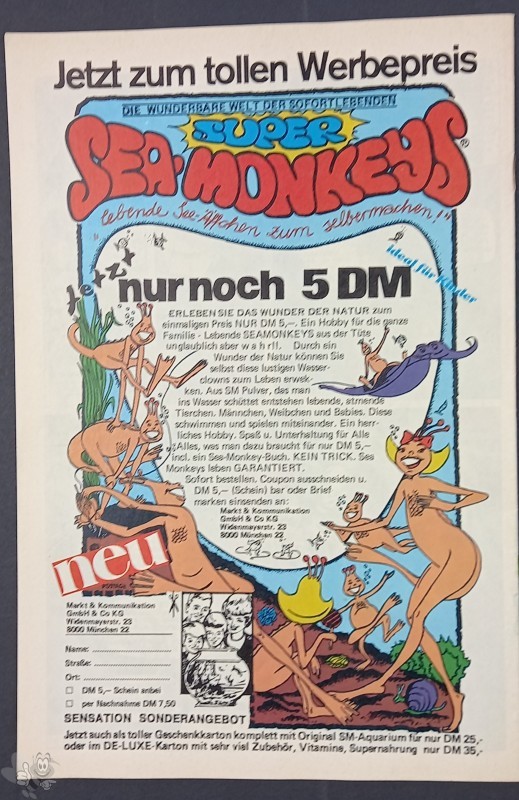 Jetzt zum tollen Werbepreis
DIE WUNDERBARE WELT DER SOFORTLEBENDEN
SUPER
SEA-MONKEYS®
"lebende See-Äffchen zum selbermachen!"
ideal für Kinder
Jetzt
nur noch 5 DM
ERLEBEN SIE DAS WUNDER DER NATUR zum
einmaligen Preis NUR DM 5,–. Ein Hobby für die ganze
Familie - Lebende SEAMONKEYS aus der Tüte
unglaublich aber w a h r!!. Durch ein
Wunder der Natur können Sie
selbst diese lustigen Wasser-
clowns zum Leben erwek-
ken. Aus SM Pulver, das man
ins Wasser schüttet entstehen lebende, atmende
Tierchen. Männchen, Weibchen und Babies. Diese
schwimmen und spielen miteinander. Ein herr-
liches Hobby. Spaß u. Unterhaltung für Alle
Alles, was man dazu braucht für nur DM 5,–
incl. ein Sea-Monkey-Buch. KEIN TRICK. Sea
Monkeys leben GARANTIERT.
Sofort bestellen. Coupon ausschneiden u.
DM 5,– (Schein) bar oder Brief
marken einsenden an:
Markt & Kommunikation
GmbH & Co KG
Widenmayerstr. 23
8000 München 22
neu
Markt & Kommunikation
GmbH & Co KG
Widenmayerstr. 23
8000 München 22
Name:
Straße:
Ort:
DM 5,– Schein anbei
per Nachnahme DM 7,50
SENSATION SONDERANGEBOT
Jetzt auch als toller Geschenkkarton komplett mit Original SM-Aquarium für nur DM 25,-
oder im DE-LUXE-Karton mit sehr viel Zubehör, Vitamine, Supernahrung nur DM 35,-